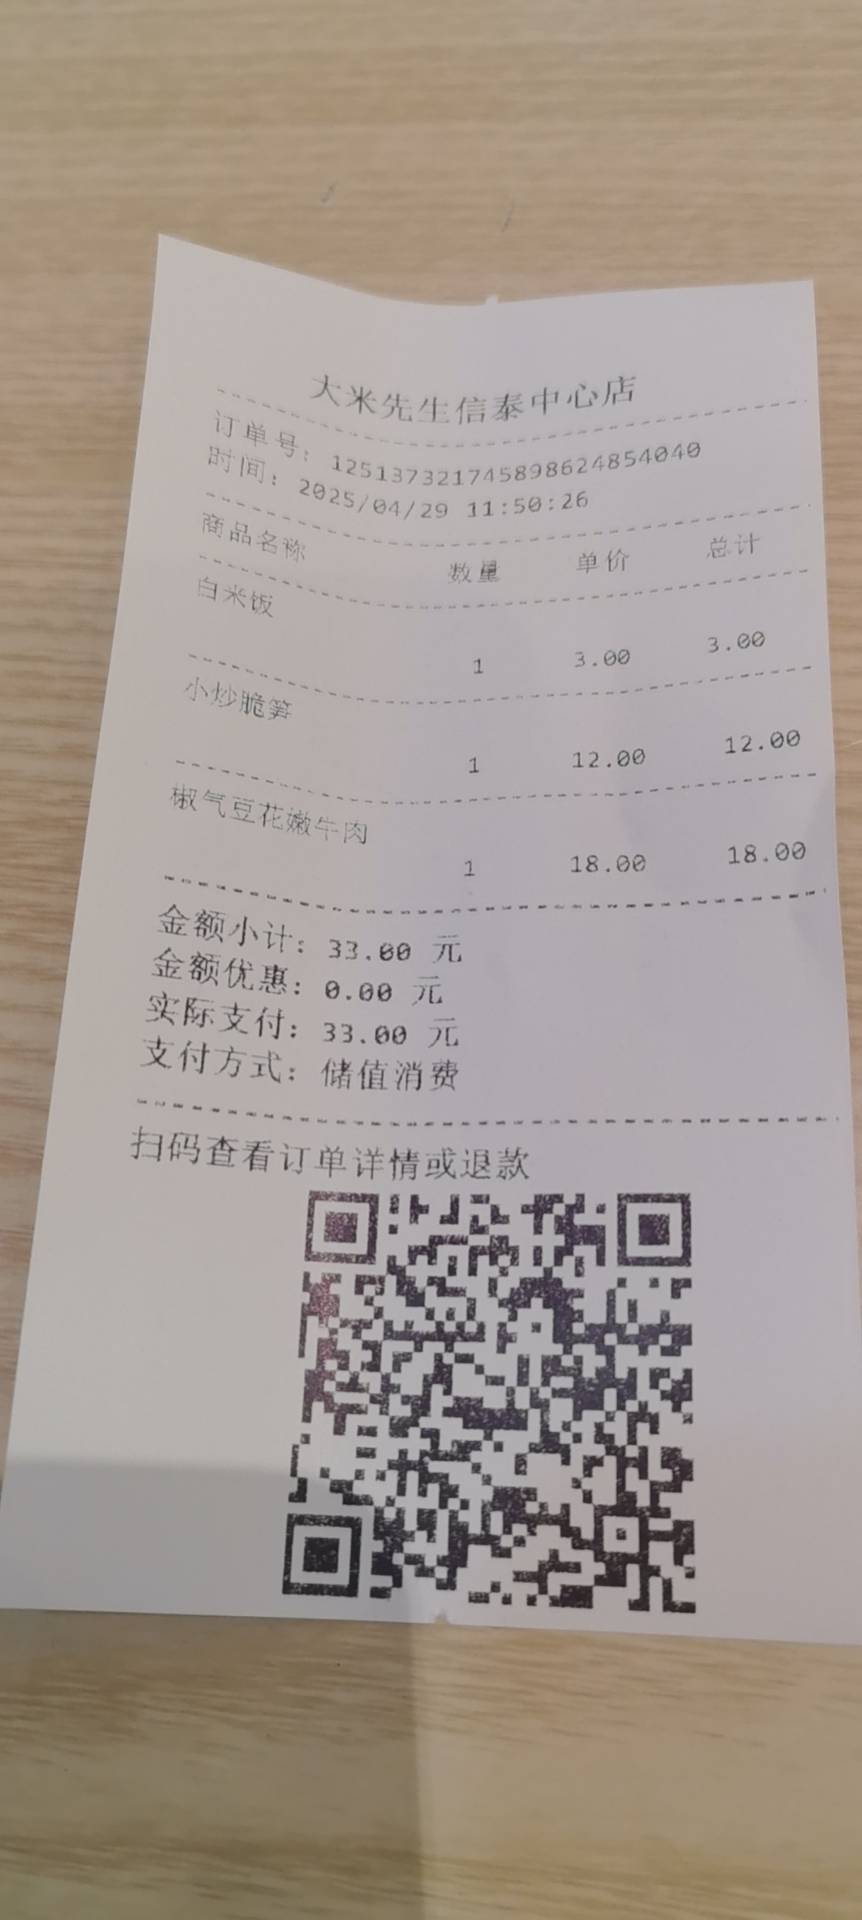 大米先生信泰中心店
订单号: 1251373217458986248540​40
时间: 2025/04/29 11:50:26
商品名称 数量 单价 总计
白米饭
1 3.00 3.00
小炒脆笋
1 12.00 12.00
椒气豆花嫩牛肉
1 18.00 18.00
金额小计: 33.00 元
金额优惠: 0.00 元
实际支付: 33.00 元
支付方式: 储值消费
扫码查看订单详情或退款